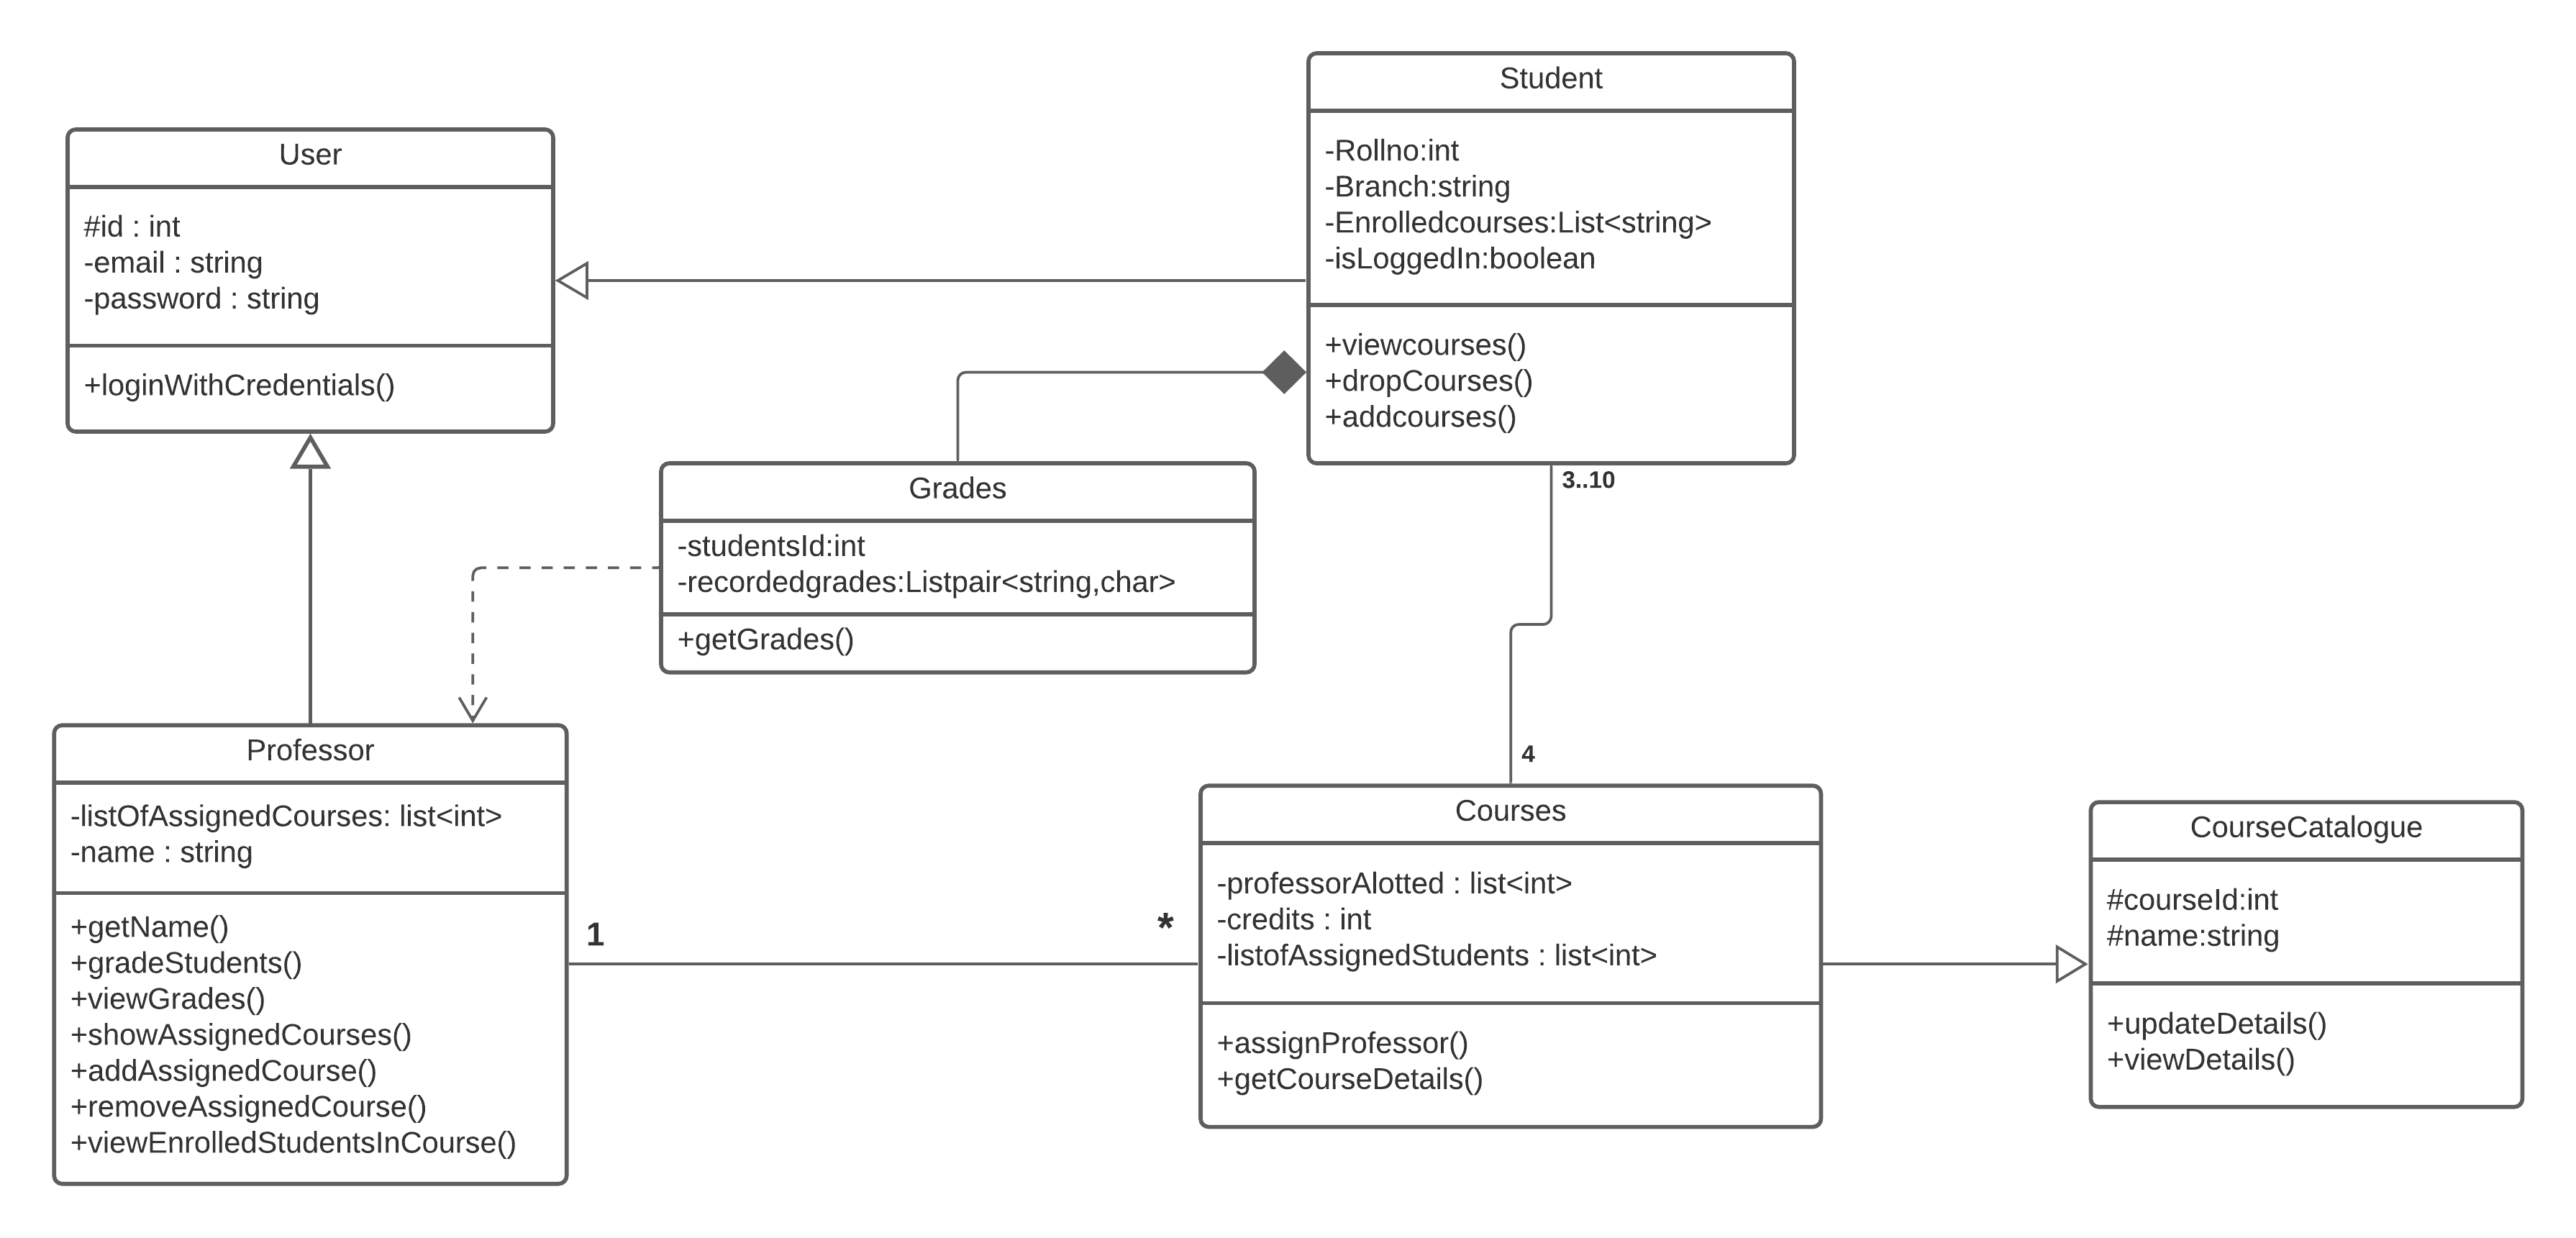 User
#id : int
-email : string
-password : string
+loginWithCredentials()
Student
-Rollno:int
-Branch:string
-Enrolledcourses:List<string>
-isLoggedIn:boolean
+viewcourses()
+dropCourses()
+addcourses()
3..10
Grades
-studentsId:int
-recordedgrades:Listpair<string,char>
+getGrades()
Professor
-listOfAssignedCourses: list<int>
-name : string
+getName()
+gradeStudents()
+viewGrades()
+showAssignedCourses()
+addAssignedCourse()
+removeAssignedCourse()
+viewEnrolledStudentsInCourse()
1
*
4
Courses
-professorAlotted : list<int>
-credits : int
-listofAssignedStudents : list<int>
+assignProfessor()
+getCourseDetails()
CourseCatalogue
#courseId:int
#name:string
+updateDetails()
+viewDetails()